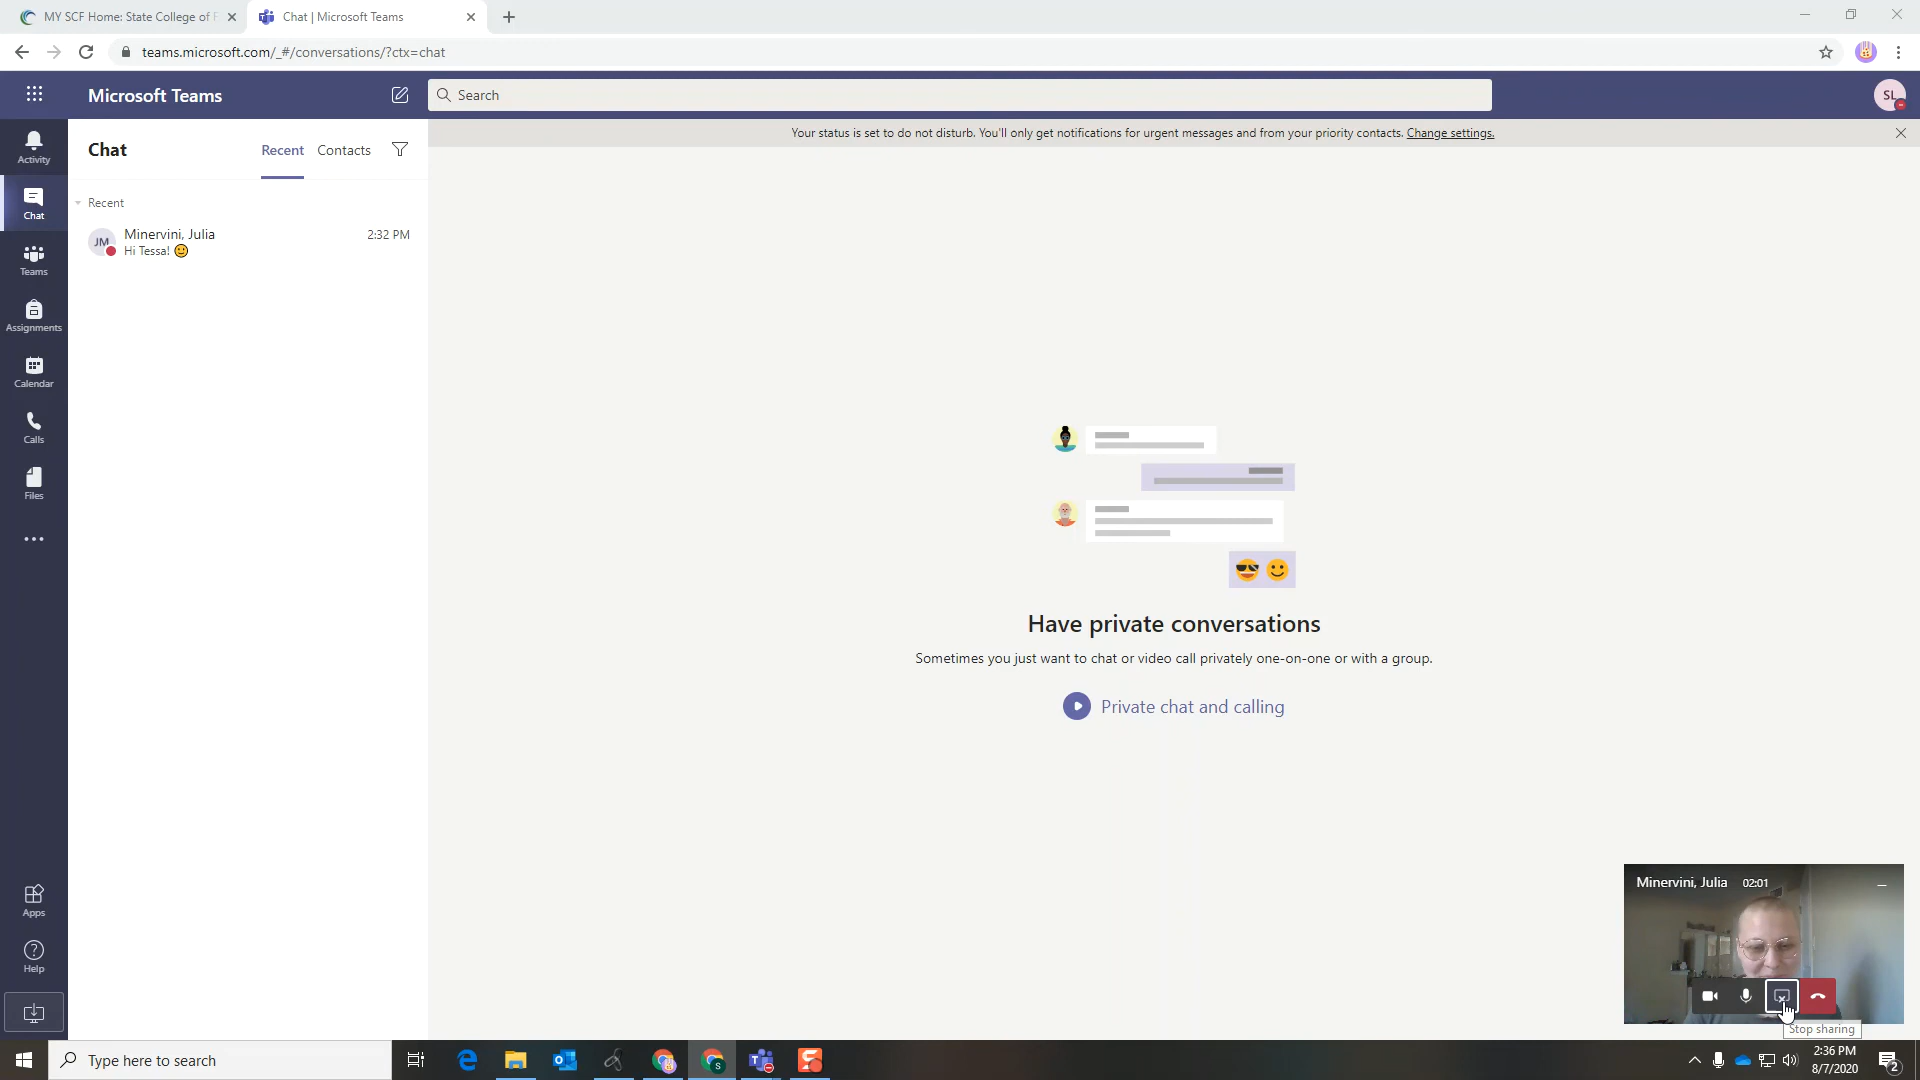 MY SCF Home: State College of F
Chat | Microsoft Teams
teams.microsoft.com/_#/conversations/?ctx=chat
Microsoft Teams
Search
SL
Your status is set to do not disturb. You'll only get notifications for urgent messages and from your priority contacts. Change settings.
Activity
Chat
Teams
Assignments
Calendar
Calls
Files
Apps
Help
Chat
Recent
Contacts
Recent
JM
Minervini, Julia
2:32 PM
Hi Tessa! 🙂
Have private conversations
Sometimes you just want to chat or video call privately one-on-one or with a group.
Private chat and calling
Minervini, Julia 02:01
Stop sharing
Type here to search
2:36 PM
8/7/2020
2